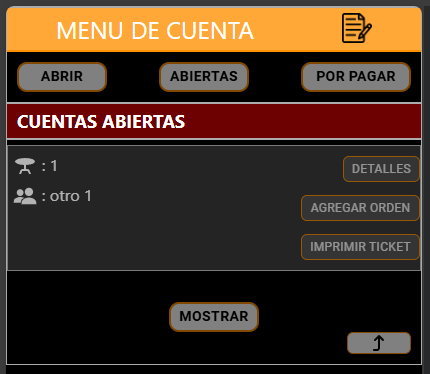 MENU DE CUENTA
ABRIR ABIERTAS POR PAGAR
CUENTAS ABIERTAS
: 1
DETALLES
: otro 1
AGREGAR ORDEN
IMPRIMIR TICKET
MOSTRAR